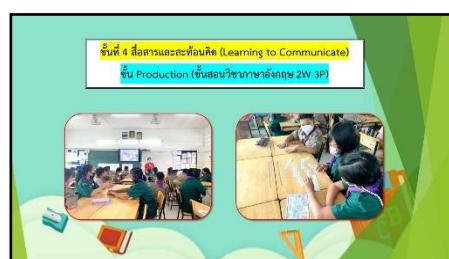 ขั้นที่ 4 สื่อสารและสะท้อนคิด (Learning to Communicate)
ขั้น Production (ขั้นสอนวิชาภาษาอังกฤษ 2W 3P)